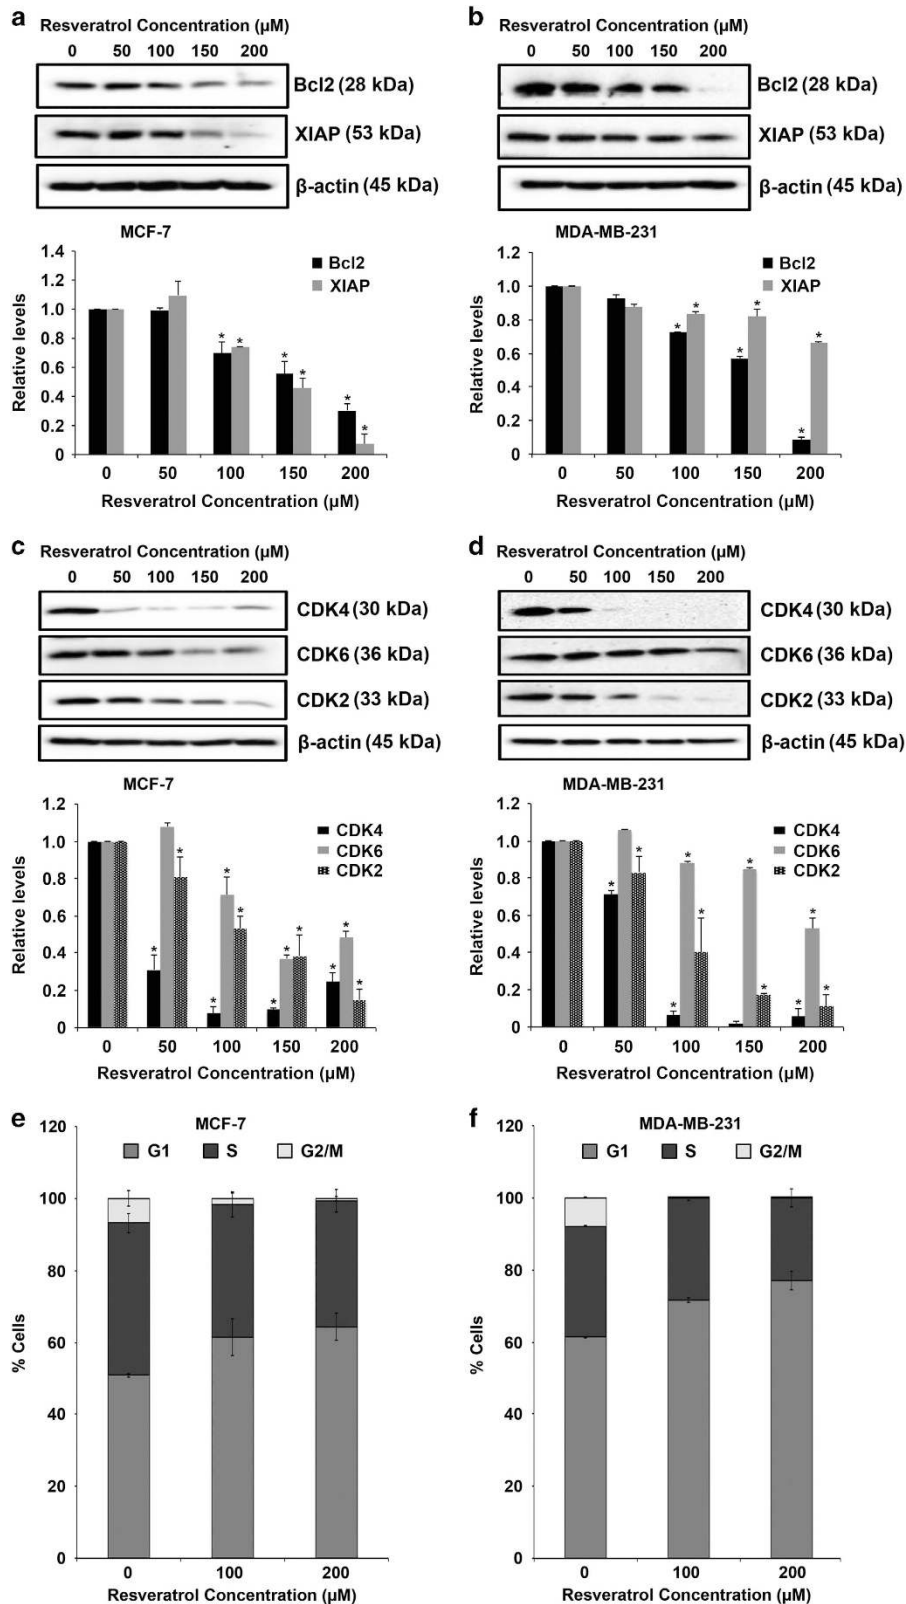 a
Resveratrol Concentration (µM)
0 50 100 150 200
Bcl2 (28 kDa)
XIAP (53 kDa)
β-actin (45 kDa)
MCF-7
Bcl2
XIAP
Relative levels
1.4
1.2
1.0
0.8
0.6
0.4
0.2
0
* * * * * *
0 50 100 150 200
Resveratrol Concentration (µM)
b
Resveratrol Concentration (µM)
0 50 100 150 200
Bcl2 (28 kDa)
XIAP (53 kDa)
β-actin (45 kDa)
MDA-MB-231
Bcl2
XIAP
Relative levels
1.2
1.0
0.8
0.6
0.4
0.2
0
* * * * * *
0 50 100 150 200
Resveratrol Concentration (µM)
c
Resveratrol Concentration (µM)
0 50 100 150 200
CDK4 (30 kDa)
CDK6 (36 kDa)
CDK2 (33 kDa)
β-actin (45 kDa)
MCF-7
CDK4
CDK6
CDK2
Relative levels
1.2
1.0
0.8
0.6
0.4
0.2
0
* * * * * * * * * * *
0 50 100 150 200
Resveratrol Concentration (µM)
d
Resveratrol Concentration (µM)
0 50 100 150 200
CDK4 (30 kDa)
CDK6 (36 kDa)
CDK2 (33 kDa)
β-actin (45 kDa)
MDA-MB-231
CDK4
CDK6
CDK2
Relative levels
1.2
1.0
0.8
0.6
0.4
0.2
0
* * * * * * * * * *
0 50 100 150 200
Resveratrol Concentration (µM)
e
MCF-7
G1 S G2/M
% Cells
120
100
80
60
40
20
0
0 100 200
Resveratrol Concentration (µM)
f
MDA-MB-231
G1 S G2/M
% Cells
120
100
80
60
40
20
0
0 100 200
Resveratrol Concentration (µM)